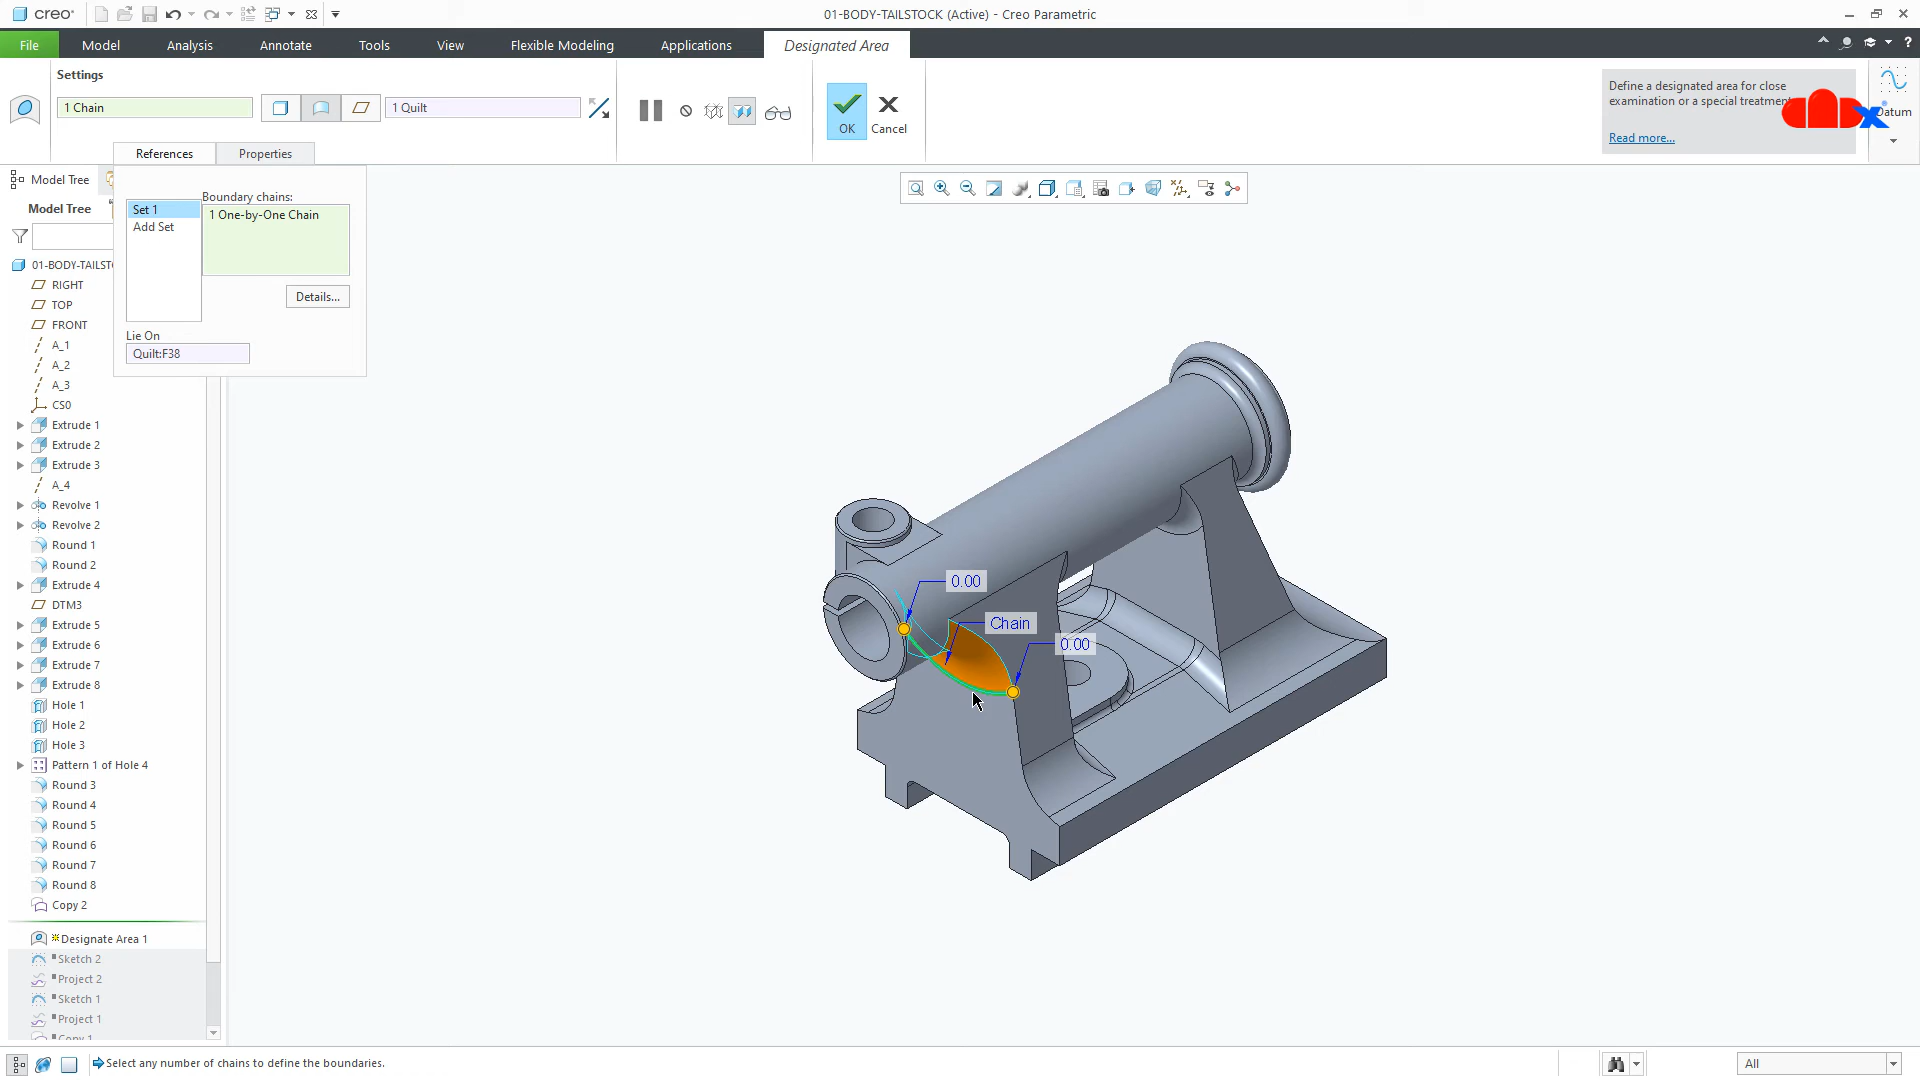 creo®
01-BODY-TAILSTOCK (Active) - Creo Parametric
File
Model
Analysis
Annotate
Tools
View
Flexible Modeling
Applications
Designated Area
?
Settings
1 Chain
1 Quilt
OK
Cancel
Define a designated area for close
examination or a special treatment
Read more...
Datum
References
Properties
Model Tree
Model Tree
Boundary chains:
Set 1
Add Set
1 One-by-One Chain
Details...
Lie On
Quilt:F38
01-BODY-TAILST
RIGHT
TOP
FRONT
A_1
A_2
A_3
CS0
Extrude 1
Extrude 2
Extrude 3
A_4
Revolve 1
Revolve 2
Round 1
Round 2
Extrude 4
DTM3
Extrude 5
Extrude 6
Extrude 7
Extrude 8
Hole 1
Hole 2
Hole 3
Pattern 1 of Hole 4
Round 3
Round 4
Round 5
Round 6
Round 7
Round 8
Copy 2
Designate Area 1
Sketch 2
Project 2
Sketch 1
Project 1
Copy 1
0.00
Chain
0.00
Select any number of chains to define the boundaries.
All